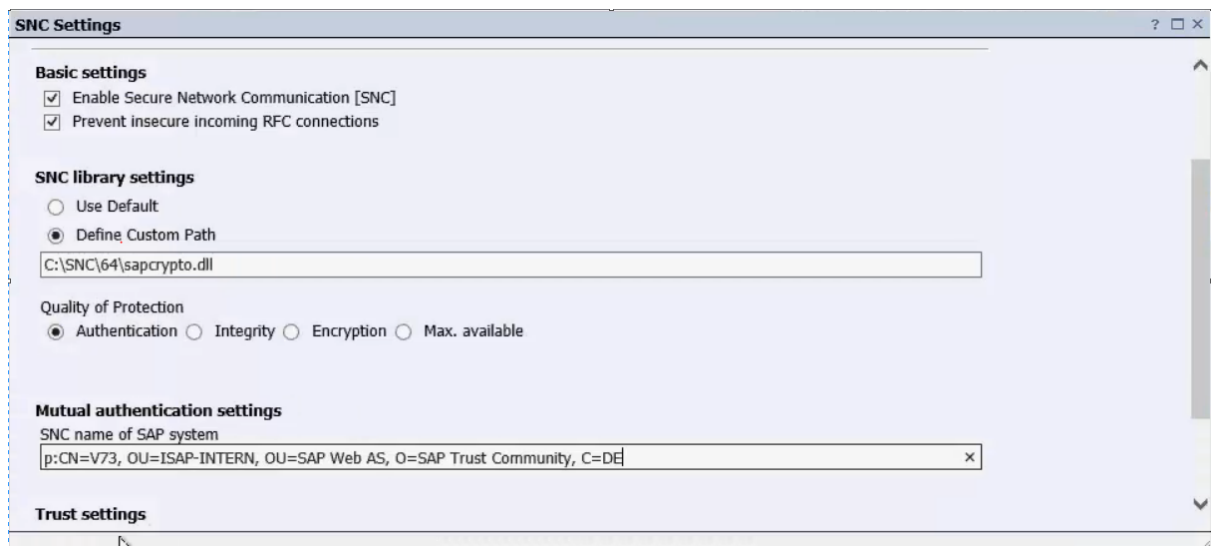 SNC Settings
?
Basic settings
Enable Secure Network Communication [SNC]
Prevent insecure incoming RFC connections
SNC library settings
Use Default
Define Custom Path
C:\SNC\64\sapcrypto.dll
Quality of Protection
Authentication Integrity Encryption Max. available
Mutual authentication settings
SNC name of SAP system
p:CN=V73, OU=ISAP-INTERN, OU=SAP Web AS, O=SAP Trust Community, C=DE
Trust settings